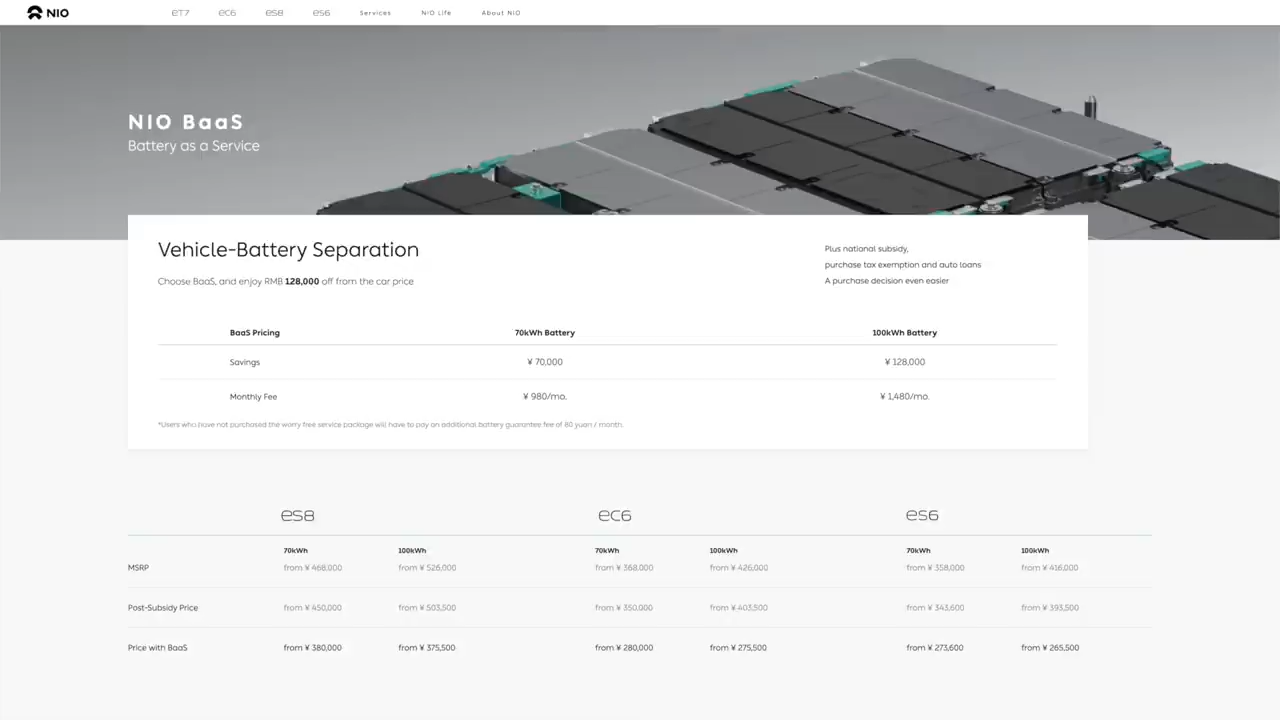 NIO
ET7 EC6 ES8 ES6 Services NIO Life About NIO
NIO BaaS
Battery as a Service
Vehicle-Battery Separation
Choose BaaS, and enjoy RMB 128,000 off from the car price
Plus national subsidy,
purchase tax exemption and auto loans
A purchase decision even easier
BaaS Pricing 70kWh Battery 100kWh Battery
Savings ¥ 70,000 ¥ 128,000
Monthly Fee ¥ 980/mo. ¥ 1,480/mo.
*Users who have not purchased the worry free service package will have to pay an additional battery guarantee fee of 80 yuan / month.
ES8 EC6 ES6
70kWh 100kWh 70kWh 100kWh 70kWh 100kWh
MSRP from ¥ 468,000 from ¥ 526,000 from ¥ 368,000 from ¥ 426,000 from ¥ 358,000 from ¥ 416,000
Post-Subsidy Price from ¥ 450,000 from ¥ 503,500 from ¥ 350,000 from ¥ 403,500 from ¥ 343,600 from ¥ 393,500
Price with BaaS from ¥ 380,000 from ¥ 375,500 from ¥ 280,000 from ¥ 275,500 from ¥ 273,600 from ¥ 265,500